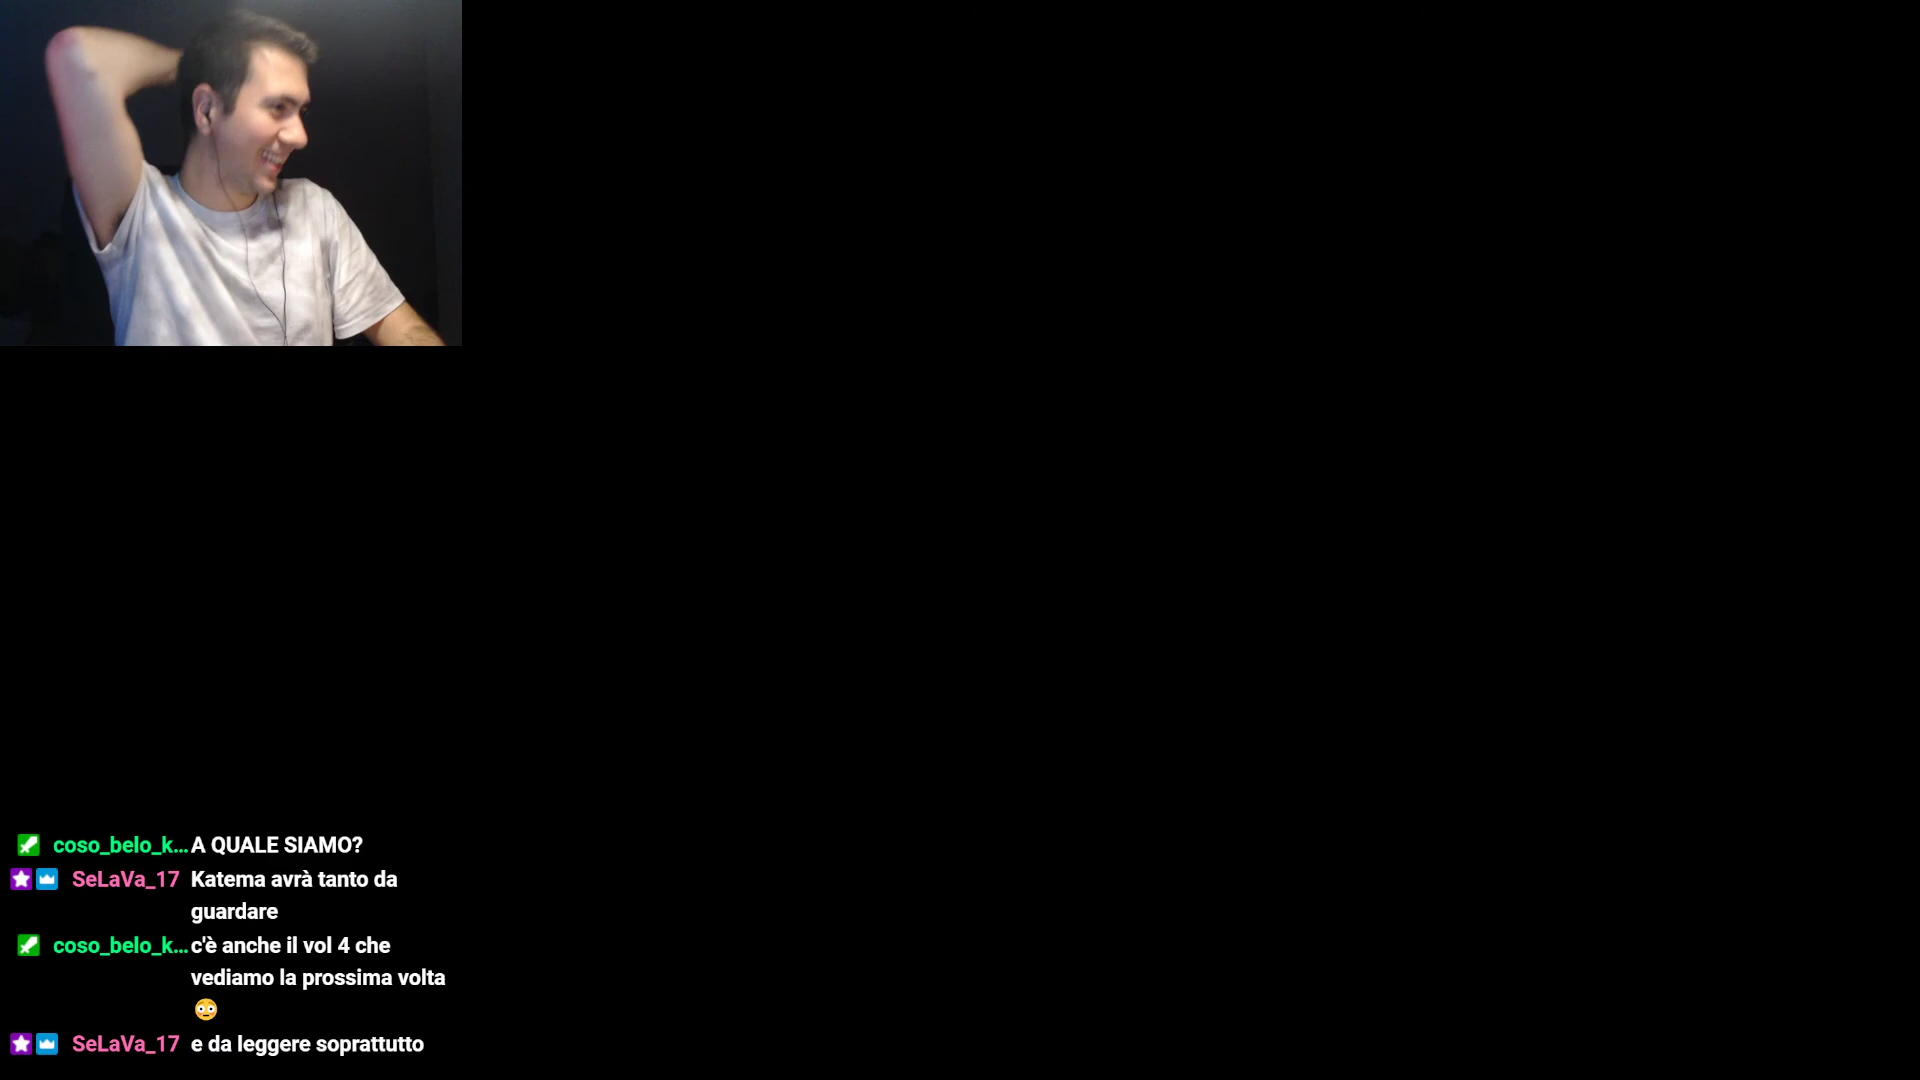 coso_belo_k... A QUALE SIAMO?
SeLaVa_17 Katema avrà tanto da
guardare
coso_belo_k... c'è anche il vol 4 che
vediamo la prossima volta
😳
SeLaVa_17 e da leggere soprattutto